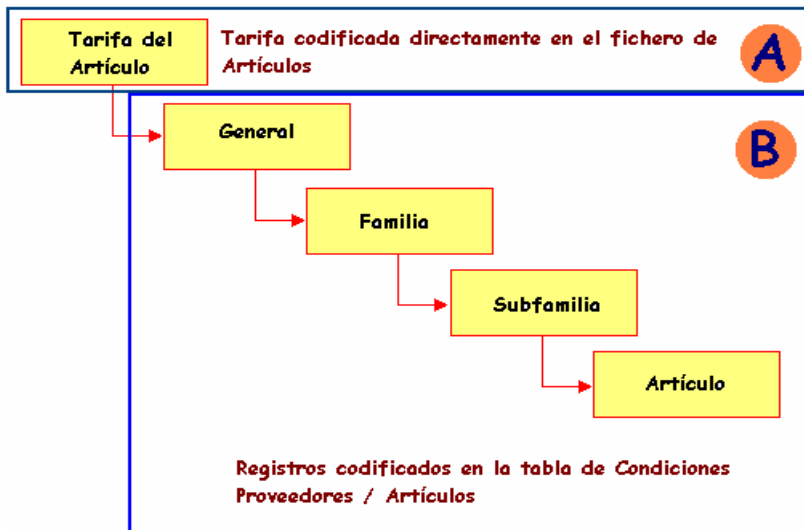 Tarifa del
Artículo
Tarifa codificada directamente en el fichero de
Artículos
A
General
B
Familia
Subfamilia
Artículo
Registros codificados en la tabla de Condiciones
Proveedores / Artículos